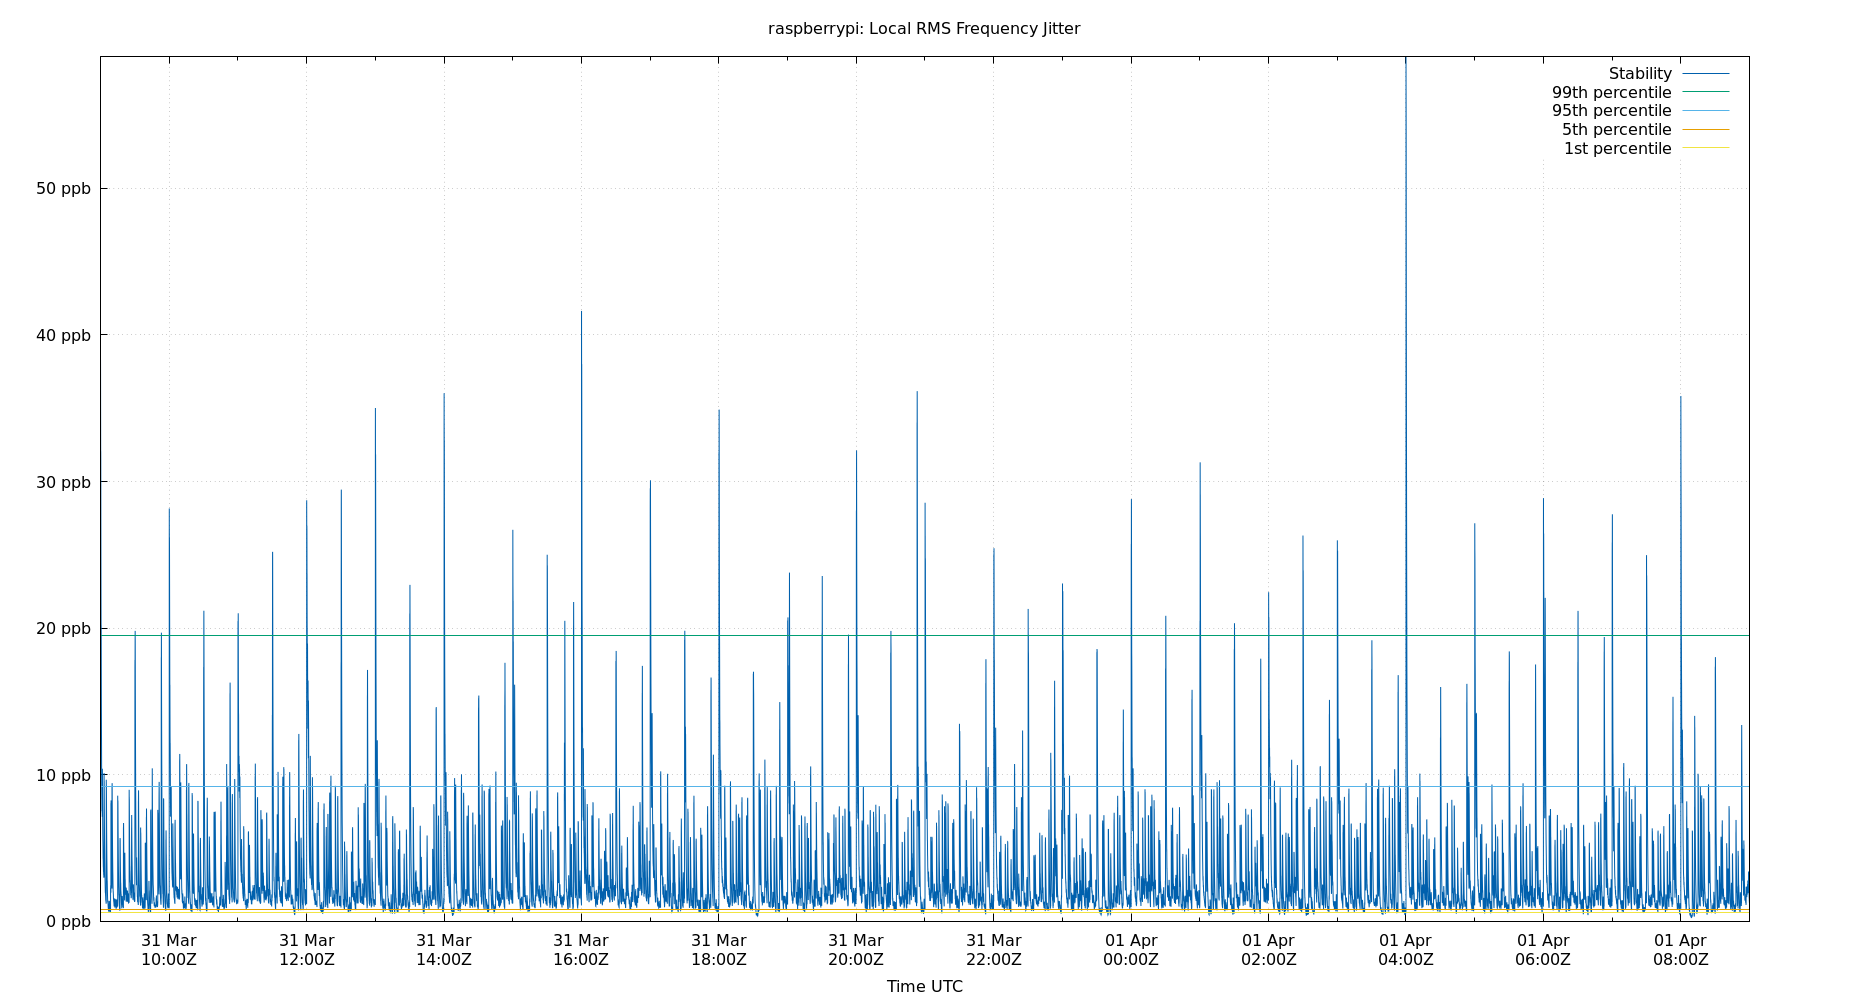 raspberrypi: Local RMS Frequency Jitter
Stability
99th percentile
95th percentile
5th percentile
1st percentile
50 ppb
40 ppb
30 ppb
20 ppb
10 ppb
0 ppb
31 Mar 31 Mar 31 Mar 31 Mar 31 Mar 31 Mar 31 Mar 01 Apr 01 Apr 01 Apr 01 Apr 01 Apr
10:00Z 12:00Z 14:00Z 16:00Z 18:00Z 20:00Z 22:00Z 00:00Z 02:00Z 04:00Z 06:00Z 08:00Z
Time UTC